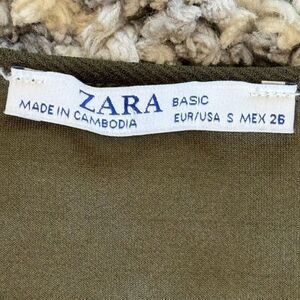 ZARA BASIC
MADE IN CAMBODIA EUR/USA S MEX 26